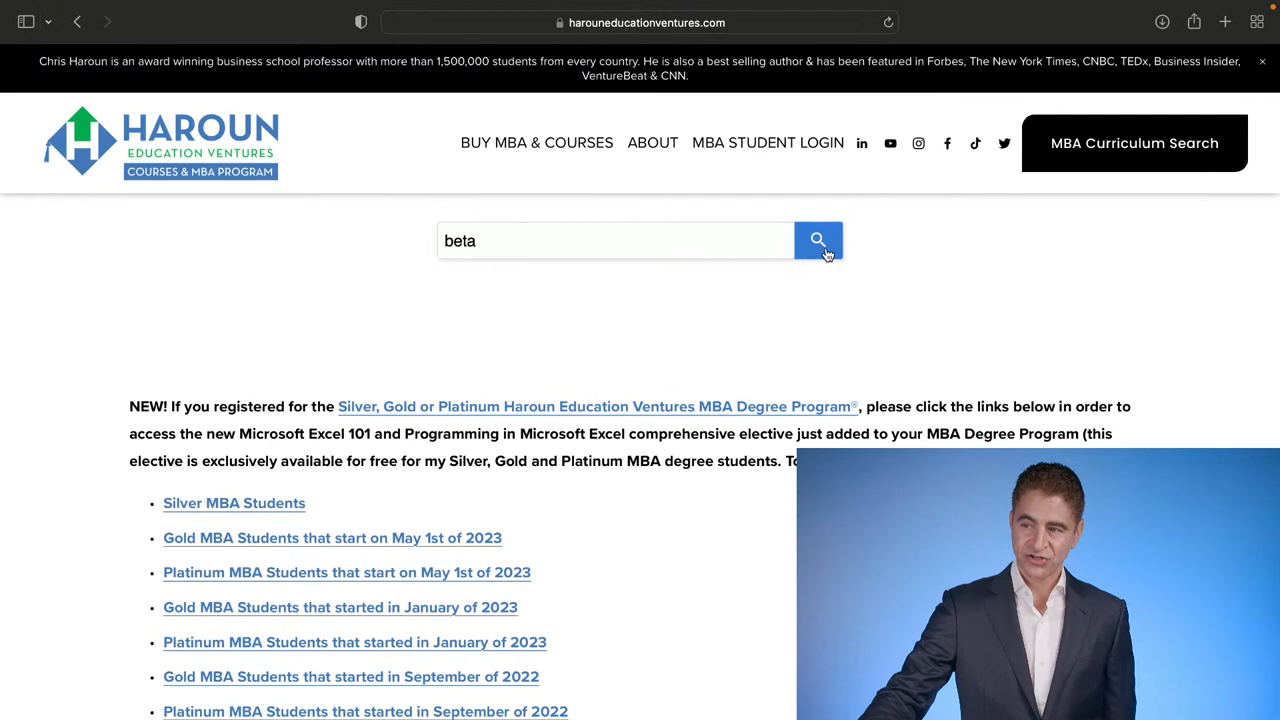 harouneducationventures.com
Chris Haroun is an award winning business school professor with more than 1,500,000 students from every country. He is also a best selling author & has been featured in Forbes, The New York Times, CNBC, TEDx, Business Insider,
VentureBeat & CNN.
HAROUN
EDUCATION VENTURES
COURSES & MBA PROGRAM
BUY MBA & COURSES ABOUT MBA STUDENT LOGIN
MBA Curriculum Search
beta
NEW! If you registered for the Silver, Gold or Platinum Haroun Education Ventures MBA Degree Program®, please click the links below in order to
access the new Microsoft Excel 101 and Programming in Microsoft Excel comprehensive elective just added to your MBA Degree Program (this
elective is exclusively available for free for my Silver, Gold and Platinum MBA degree students.
• Silver MBA Students
• Gold MBA Students that start on May 1st of 2023
• Platinum MBA Students that start on May 1st of 2023
• Gold MBA Students that started in January of 2023
• Platinum MBA Students that started in January of 2023
• Gold MBA Students that started in September of 2022
• Platinum MBA Students that started in September of 2022